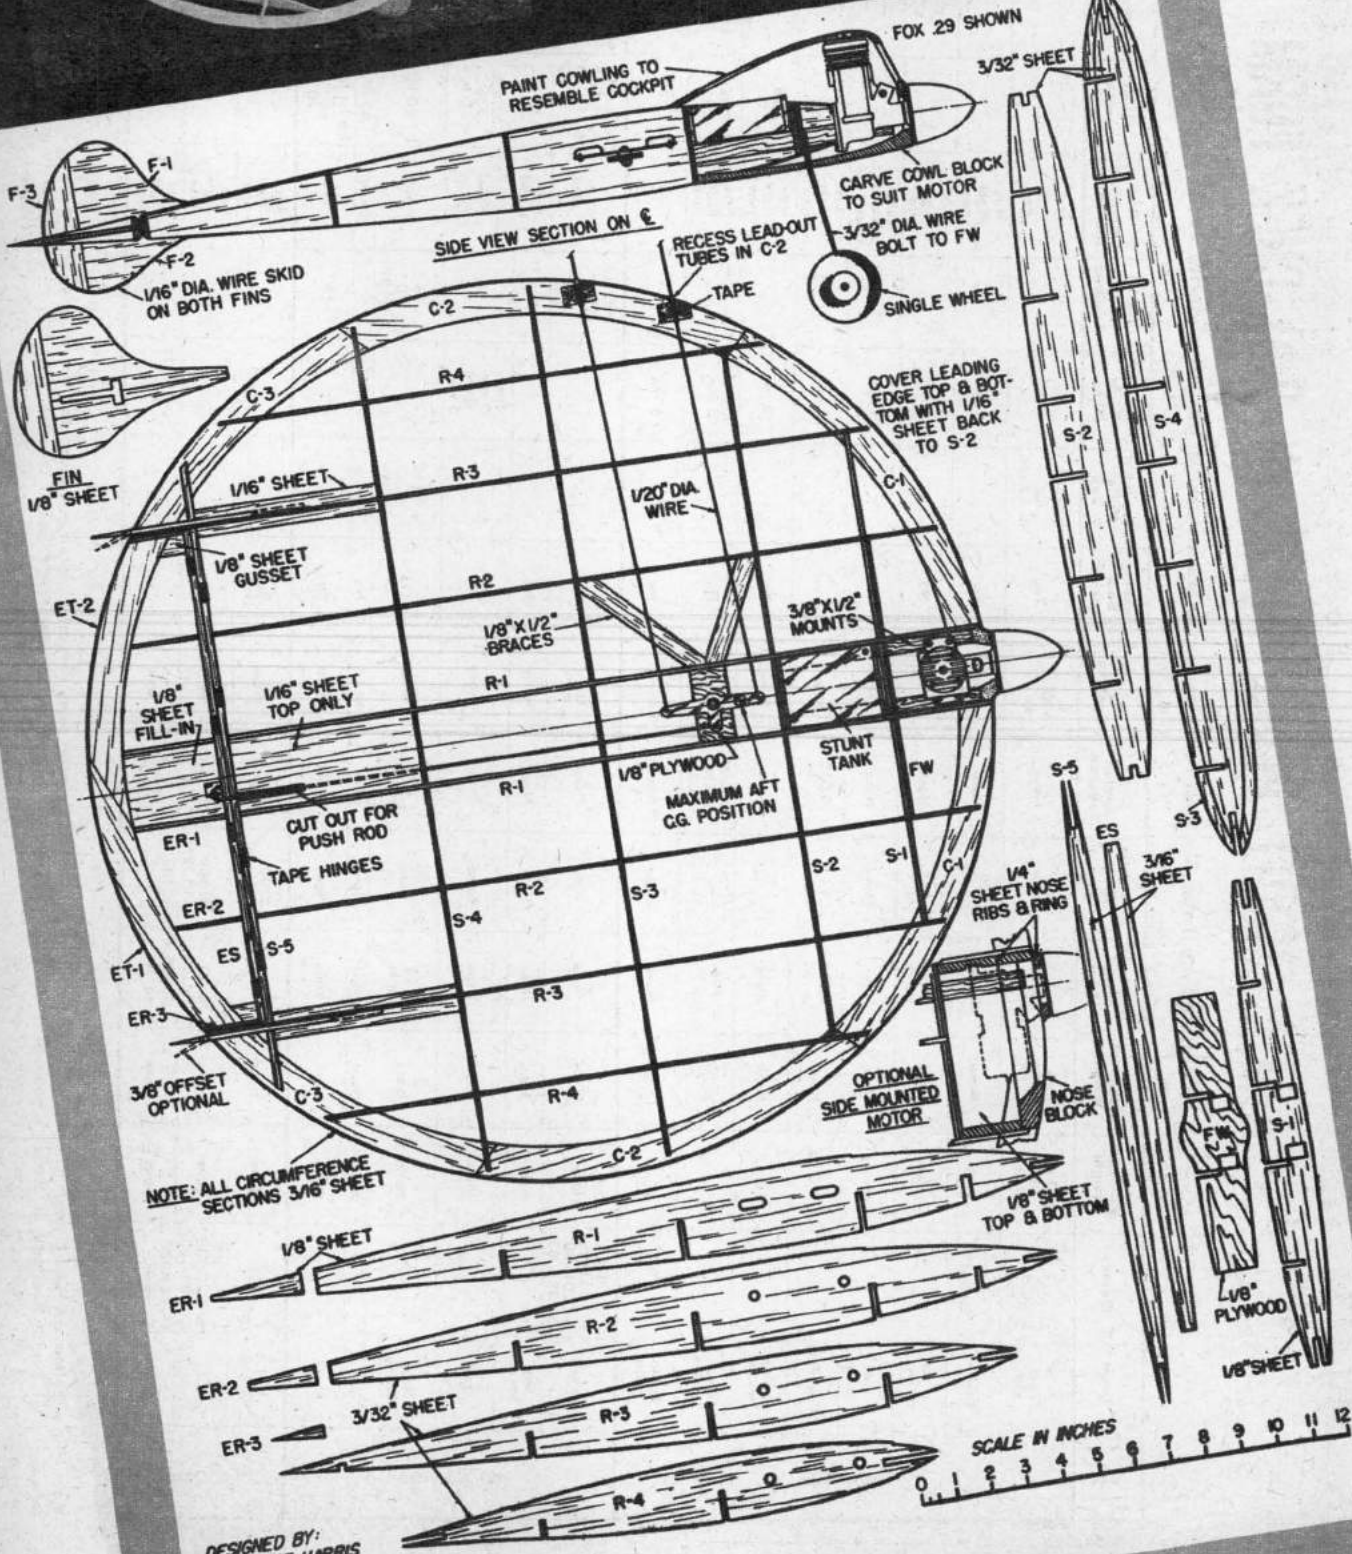 FOX .29 SHOWN
PAINT COWLING TO
RESEMBLE COCKPIT
3/32" SHEET
F-3
F-1
F-2
1/16" DIA. WIRE SKID
ON BOTH FINS
SIDE VIEW SECTION ON ℄
CARVE COWL BLOCK
TO SUIT MOTOR
3/32" DIA. WIRE
BOLT TO FW
RECESS LEAD-OUT
TUBES IN C-2
TAPE
SINGLE WHEEL
FIN
1/8" SHEET
C-2
C-3
R-4
COVER LEADING
EDGE TOP & BOT-
TOM WITH 1/16"
SHEET BACK
TO S-2
S-2
S-4
1/16" SHEET
R-3
1/20" DIA.
WIRE
C-1
1/8" SHEET
GUSSET
ET-2
R-2
1/8" X 1/2"
BRACES
3/8" X 1/2"
MOUNTS
1/8"
SHEET
FILL-IN
1/16" SHEET
TOP ONLY
R-1
D
STUNT
TANK
1/8" PLYWOOD
FW
ER-1
CUT OUT FOR
PUSH ROD
R-1
MAXIMUM AFT
C.G. POSITION
S-5
S-3
TAPE HINGES
ER-2
R-2
S-3
S-2
S-1
C-1
ES
3/16"
SHEET
1/4"
SHEET NOSE
RIBS & RING
ET-1
ES
S-5
S-4
ER-3
R-3
3/8" OFFSET
OPTIONAL
C-3
R-4
OPTIONAL
SIDE MOUNTED
MOTOR
NOSE
BLOCK
FW
S-1
C-2
NOTE: ALL CIRCUMFERENCE
SECTIONS 3/16" SHEET
1/8" SHEET
TOP & BOTTOM
1/8" SHEET
R-1
ER-1
1/8"
PLYWOOD
R-2
ER-2
1/8" SHEET
3/32" SHEET
R-3
ER-3
R-4
SCALE IN INCHES
0 1 2 3 4 5 6 7 8 9 10 11 12
DESIGNED BY:
HARRIS